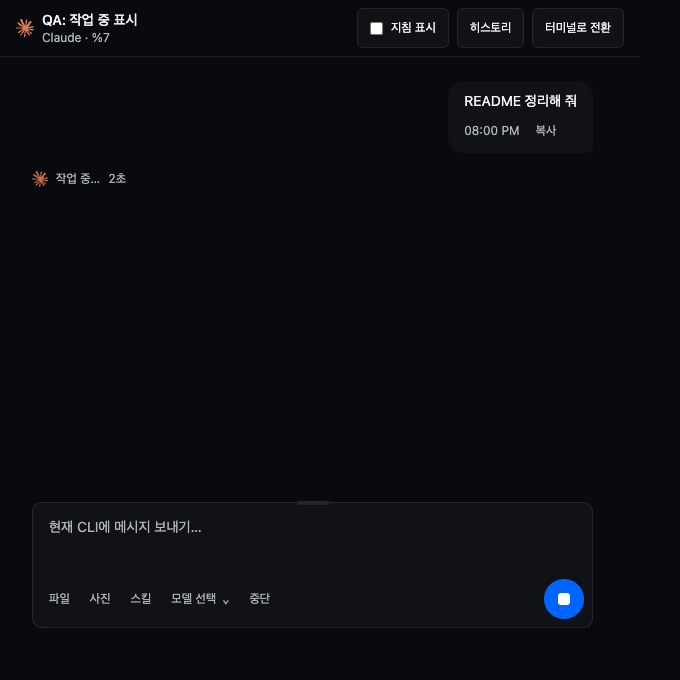 QA: 작업 중 표시
Claude · %7
지침 표시
히스토리
터미널로 전환
README 정리해 줘
08:00 PM 복사
작업 중... 2초
현재 CLI에 메시지 보내기...
파일 사진 스킬 모델 선택 중단